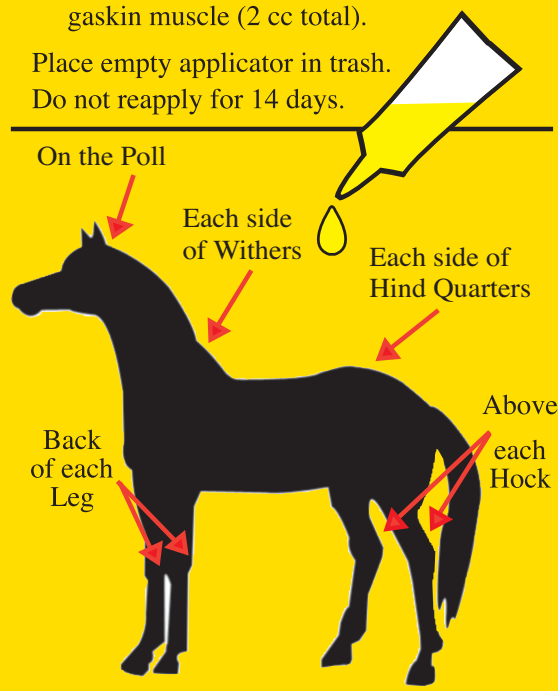 gaskin muscle (2 cc total).
Place empty applicator in trash.
Do not reapply for 14 days.
On the Poll
Each side
of Withers
Each side of
Hind Quarters
Above
each
Hock
Back
of each
Leg